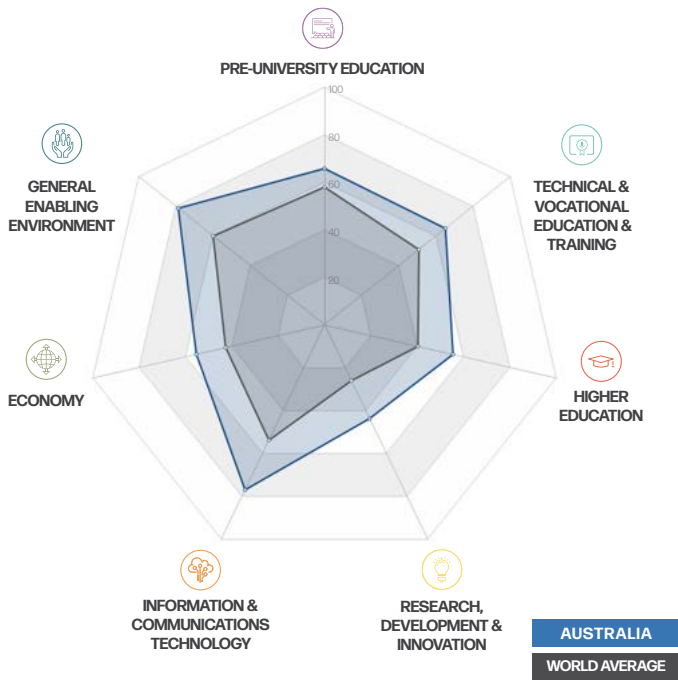 PRE-UNIVERSITY EDUCATION
100
80
60
40
20
GENERAL
ENABLING
ENVIRONMENT
TECHNICAL &
VOCATIONAL
EDUCATION &
TRAINING
ECONOMY
HIGHER
EDUCATION
INFORMATION &
COMMUNICATIONS
TECHNOLOGY
RESEARCH,
DEVELOPMENT &
INNOVATION
AUSTRALIA
WORLD AVERAGE